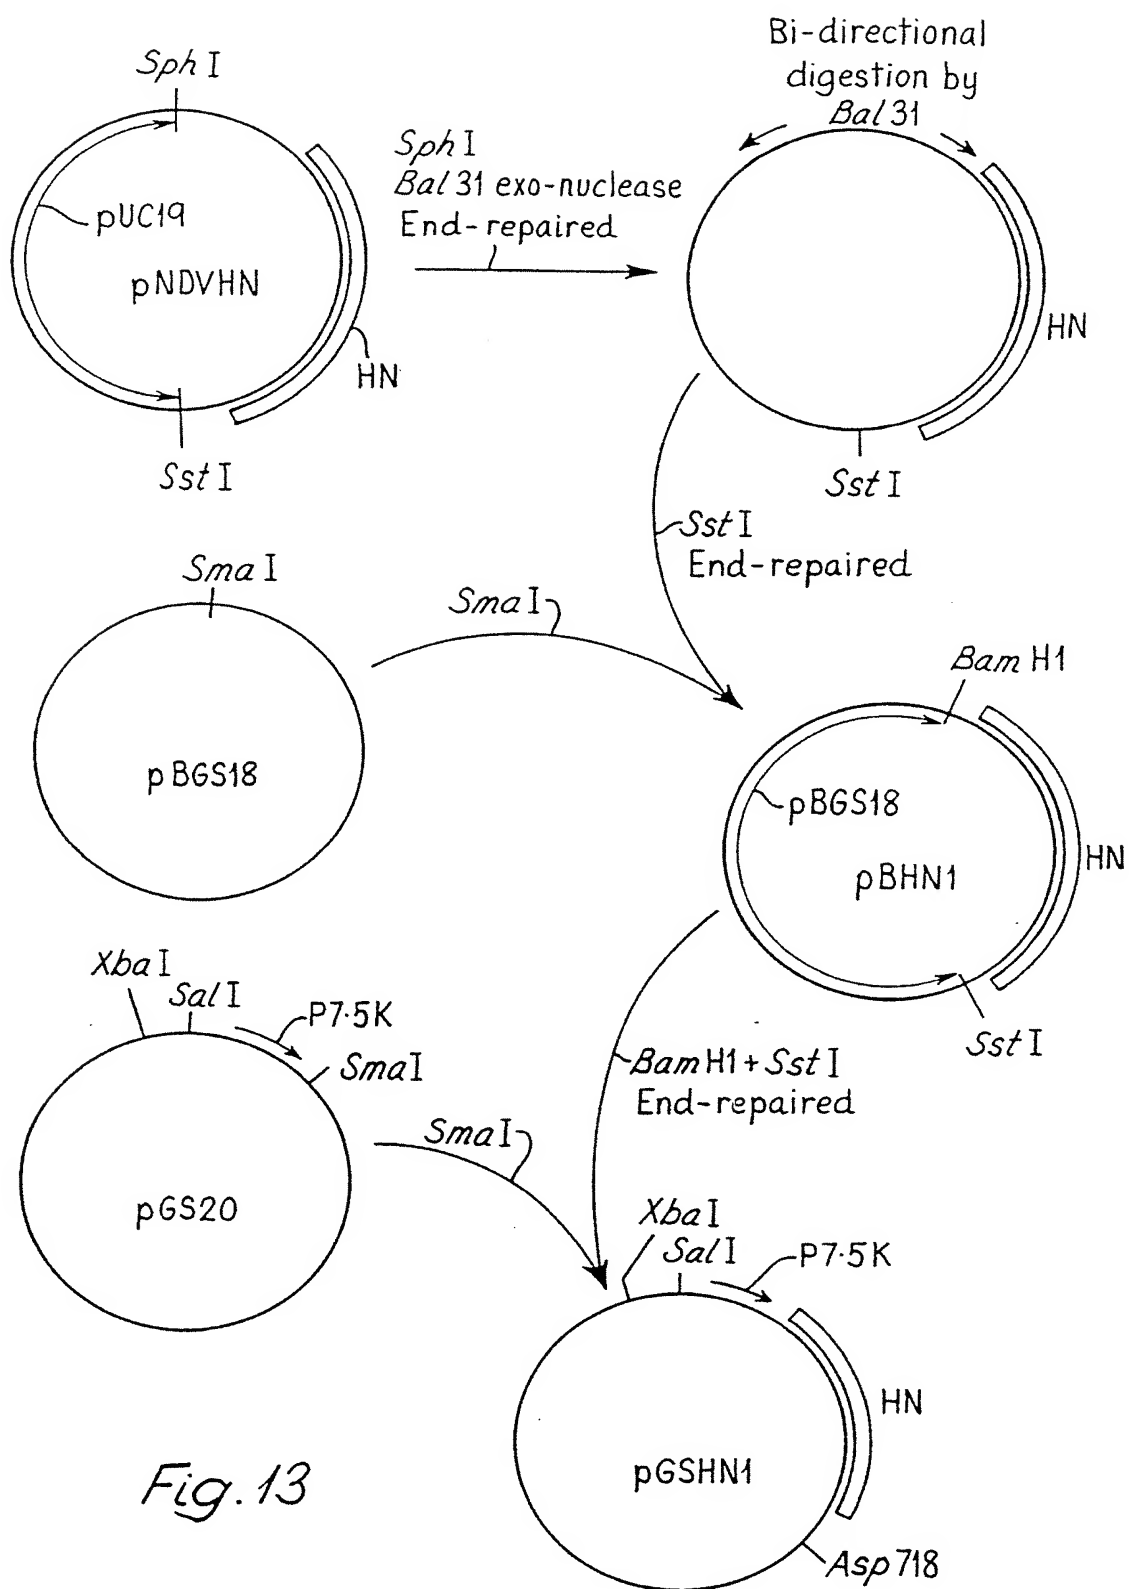 Sph I
pUC19
pNDVHN
HN
Sst I
Sph I
Bal 31 exo-nuclease
End-repaired
Bi-directional
digestion by
Bal 31
HN
Sst I
Sst I
End-repaired
Sma I
pBGS18
Sma I
Bam H1
pBGS18
pBHN1
HN
Sst I
Xba I
Sal I
P7·5K
Sma I
pGS20
Sma I
Bam H1 + Sst I
End-repaired
Xba I
Sal I
P7·5K
HN
pGSHN1
Asp 718
Fig. 13